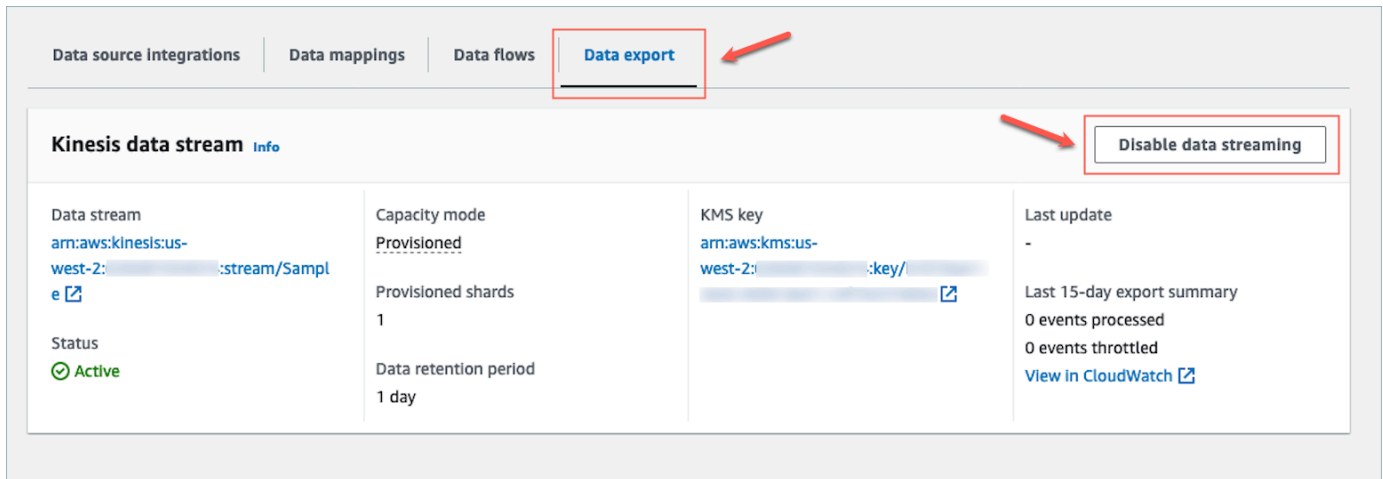 Data source integrations Data mappings Data flows Data export
Kinesis data stream Info
Disable data streaming
Data stream
arn:aws:kinesis:us-
west-2: :stream/Sampl
e
Status
Active
Capacity mode
Provisioned
Provisioned shards
1
Data retention period
1 day
KMS key
arn:aws:kms:us-
west-2: :key/
Last update
-
Last 15-day export summary
0 events processed
0 events throttled
View in CloudWatch